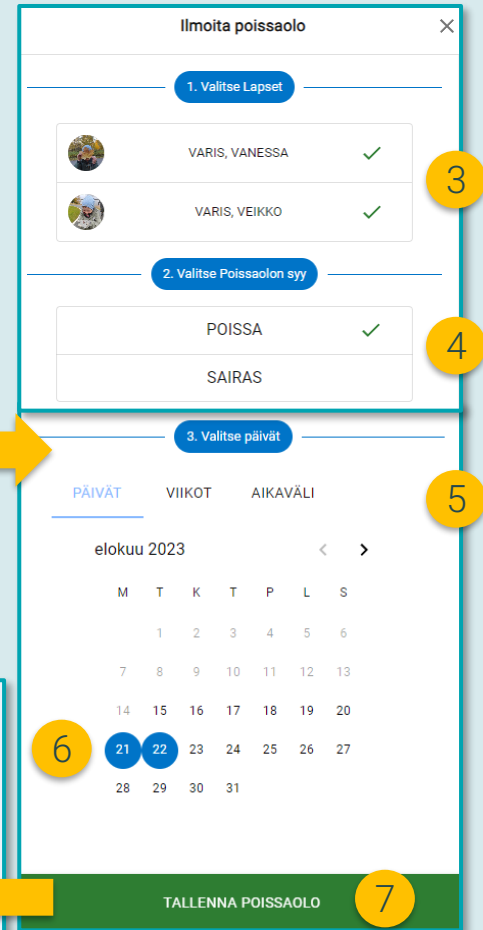 Ilmoita poissaolo
1. Valitse Lapset
VARIS, VANESSA
3
VARIS, VEIKKO
2. Valitse Poissaolon syy
POISSA
4
SAIRAS
3. Valitse päivät
PÄIVÄT VIIKOT AIKAVÄLI
5
elokuu 2023
M T K T P L S
1 2 3 4 5 6
7 8 9 10 11 12 13
14 15 16 17 18 19 20
6
21 22 23 24 25 26 27
28 29 30 31
TALLENNA POISSAOLO
7